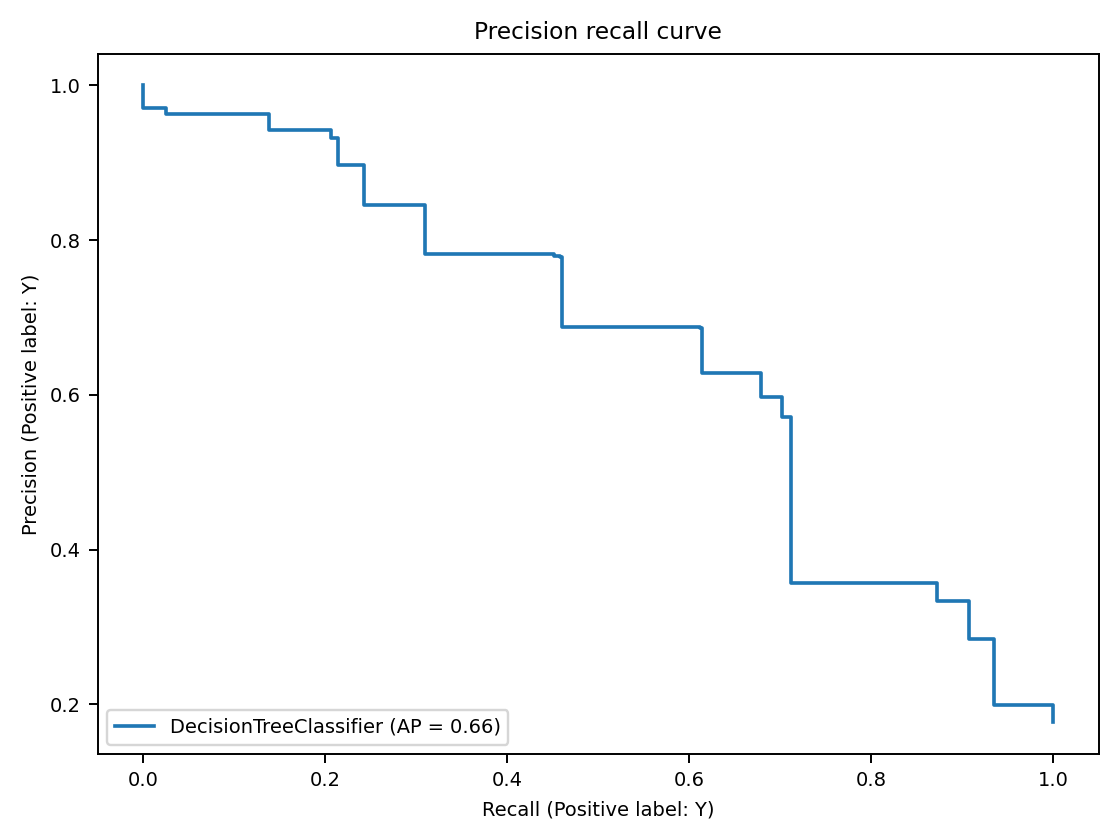 Precision recall curve
1.0
0.8
0.6
0.4
0.2
Precision (Positive label: Y)
DecisionTreeClassifier (AP = 0.66)
0.0 0.2 0.4 0.6 0.8 1.0
Recall (Positive label: Y)